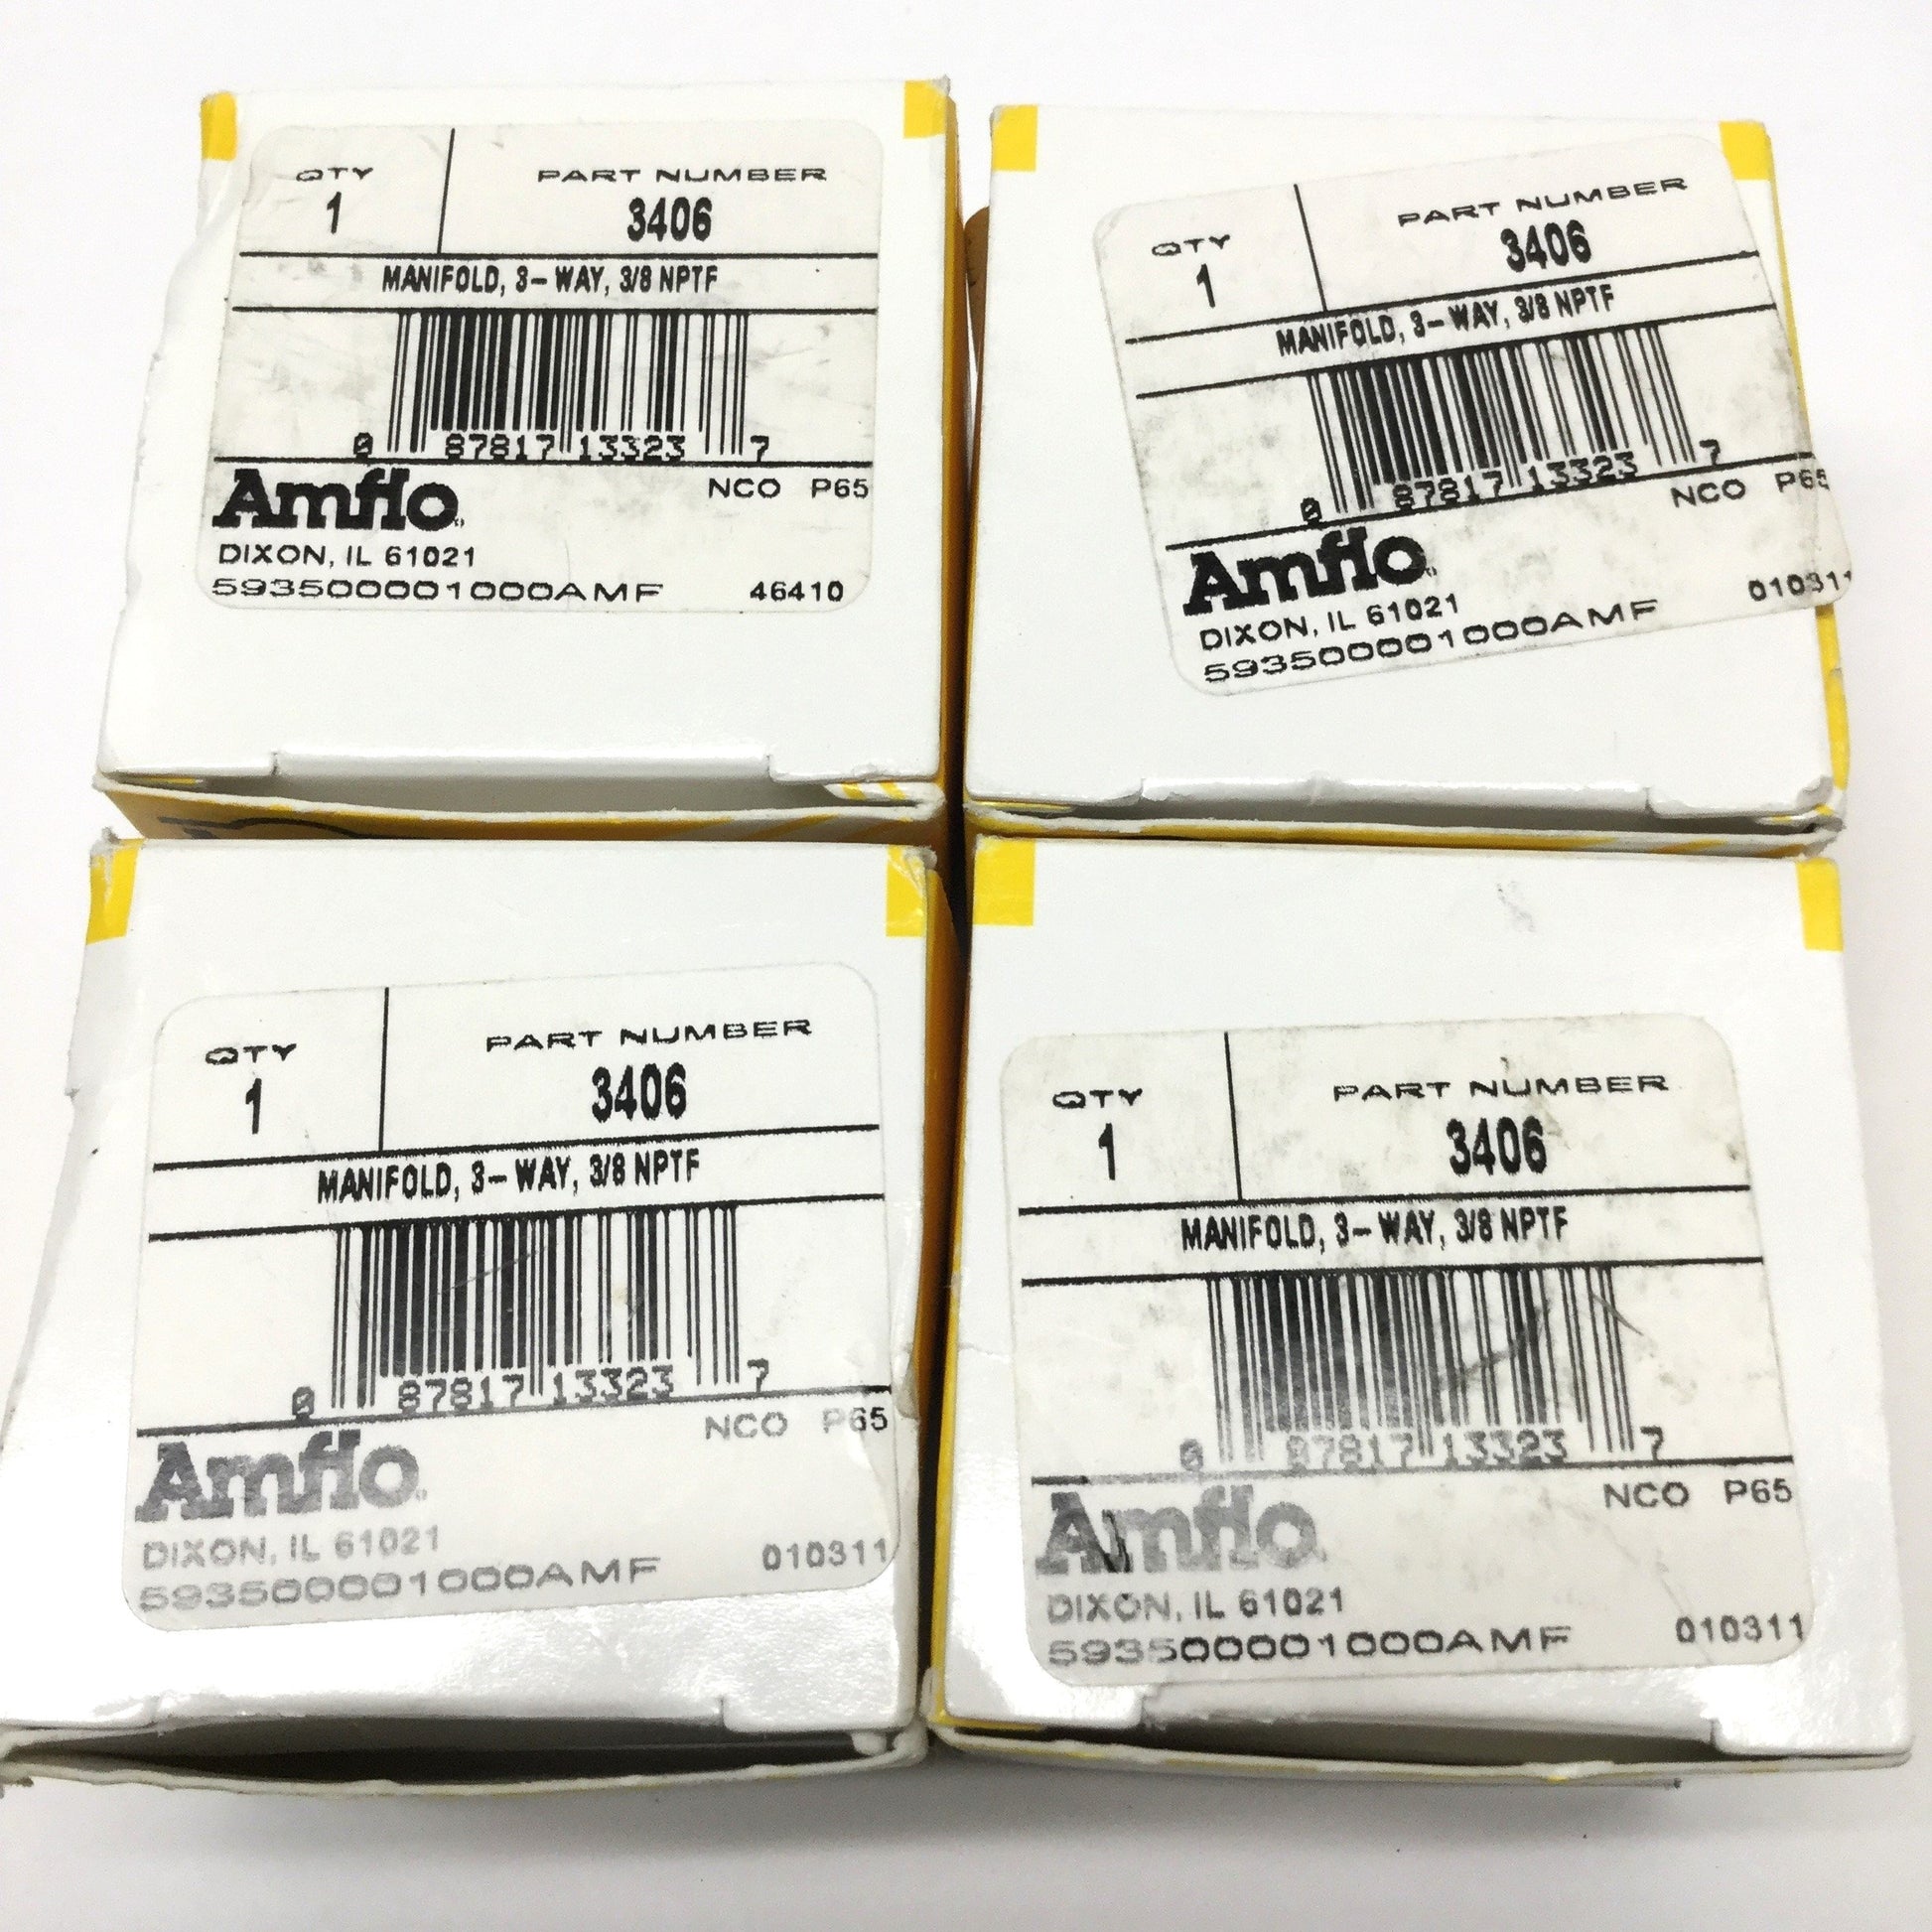 QTY PART NUMBER
1 3406
MANIFOLD, 3-WAY, 3/8 NPTF
0 87817 13323 7
Amflo NCO P65
DIXON, IL 61021
593500001000AMF 46410
QTY PART NUMBER
1 3406
MANIFOLD, 3-WAY, 3/8 NPTF
0 87817 13323 7
Amflo NCO P65
DIXON, IL 61021 010311
593500001000AMF
QTY PART NUMBER
1 3406
MANIFOLD, 3-WAY, 3/8 NPTF
0 87817 13323 7
Amflo NCO P65
DIXON, IL 61021 010311
593500001000AMF
QTY PART NUMBER
1 3406
MANIFOLD, 3-WAY, 3/8 NPTF
0 87817 13323 7
Amflo NCO P65
DIXON, IL 61021
593500001000AMF 010311